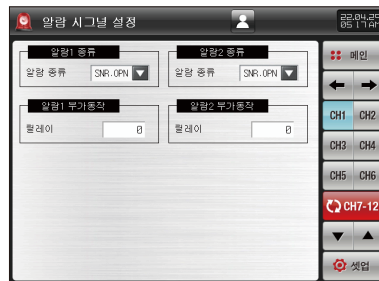 알람 시그널 설정
22.04.25
05:17 AM
알람1 종류
알람2 종류
알람 종류 SNR.OPN
알람 종류 SNR.OPN
알람1 부가동작
알람2 부가동작
릴레이 0
릴레이 0
메인
CH1 CH2
CH3 CH4
CH5 CH6
CH7-12
셋업